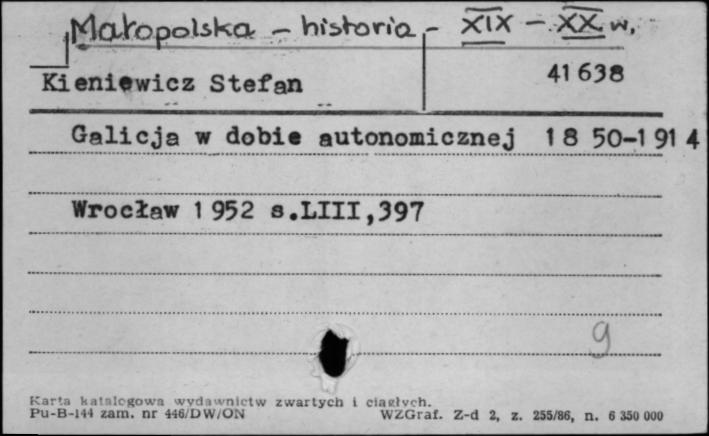 Małopolska - historia - XIX - XX w.
Kieniewicz Stefan 41638
Galicja w dobie autonomicznej 1850-1914
Wrocław 1952 s.LIII,397
9
Karta katalogowa wydawnictw zwartych i ciągłych.
Pu-B-144 zam. nr 446/DW/ON WZGraf. Z-d 2, z. 255/86, n. 6 350 000